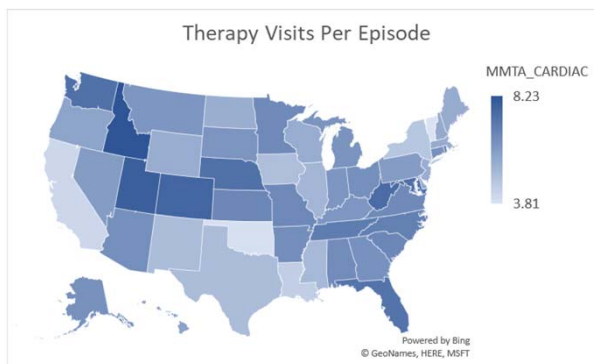 Therapy Visits Per Episode
MMTA_CARDIAC
8.23
3.81
Powered by Bing
© GeoNames, HERE, MSFT